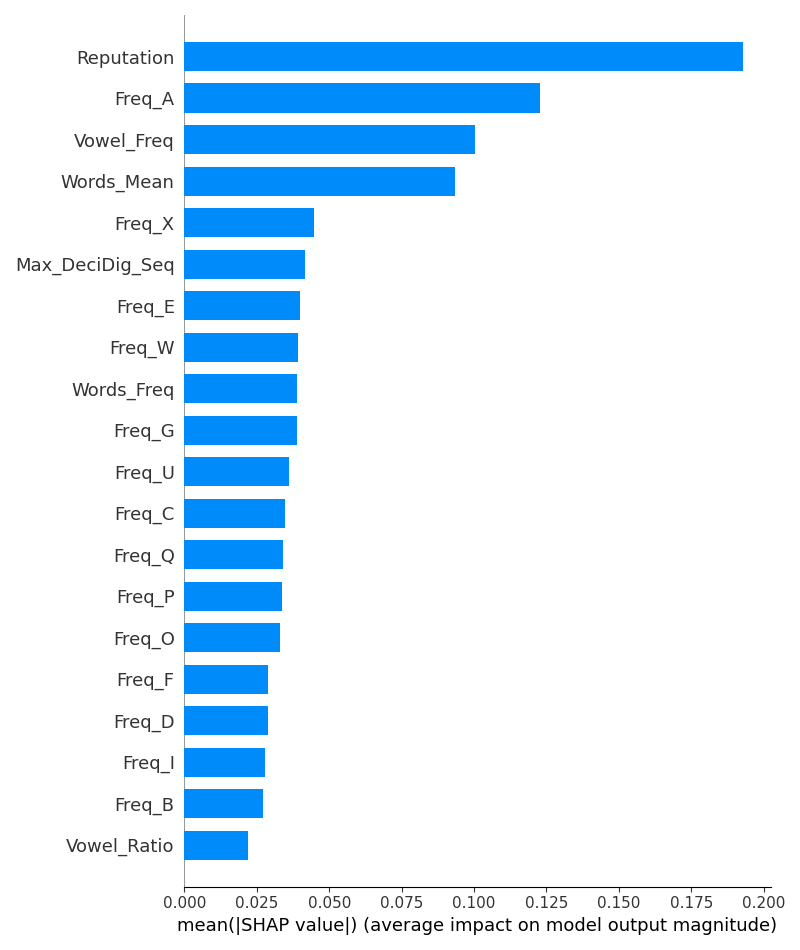 Reputation
Freq_A
Vowel_Freq
Words_Mean
Freq_X
Max_DeciDig_Seq
Freq_E
Freq_W
Words_Freq
Freq_G
Freq_U
Freq_C
Freq_Q
Freq_P
Freq_O
Freq_F
Freq_D
Freq_I
Freq_B
Vowel_Ratio
0.000 0.025 0.050 0.075 0.100 0.125 0.150 0.175 0.200
mean(|SHAP value|) (average impact on model output magnitude)